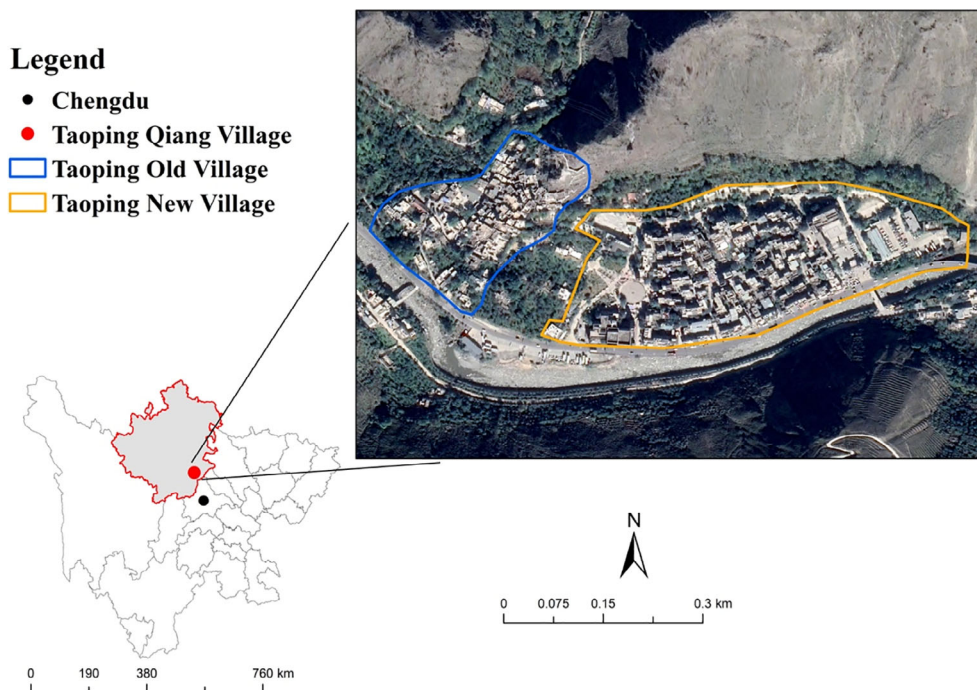 Legend
Chengdu
Taoping Qiang Village
Taoping Old Village
Taoping New Village
N
0 0.075 0.15 0.3 km
0 190 380 760 km